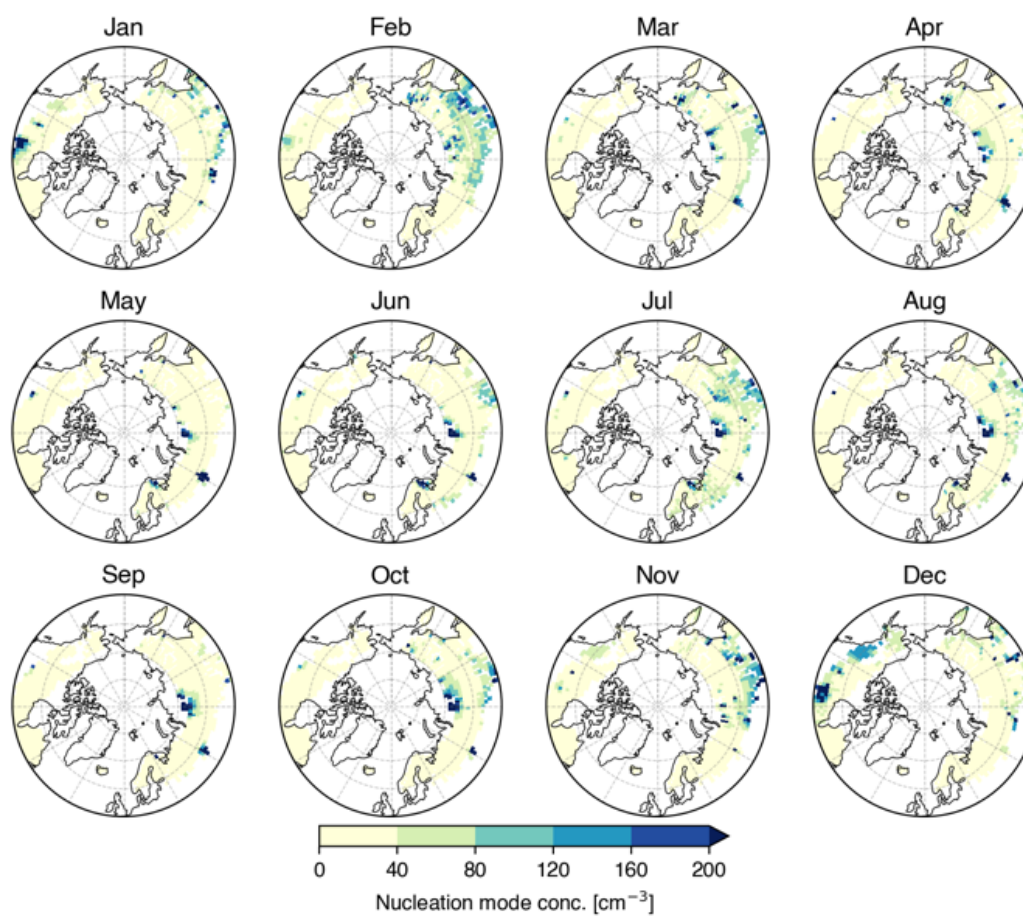 Jan Feb Mar Apr
May Jun Jul Aug
Sep Oct Nov Dec
0 40 80 120 160 200
Nucleation mode conc. [cm⁻³]